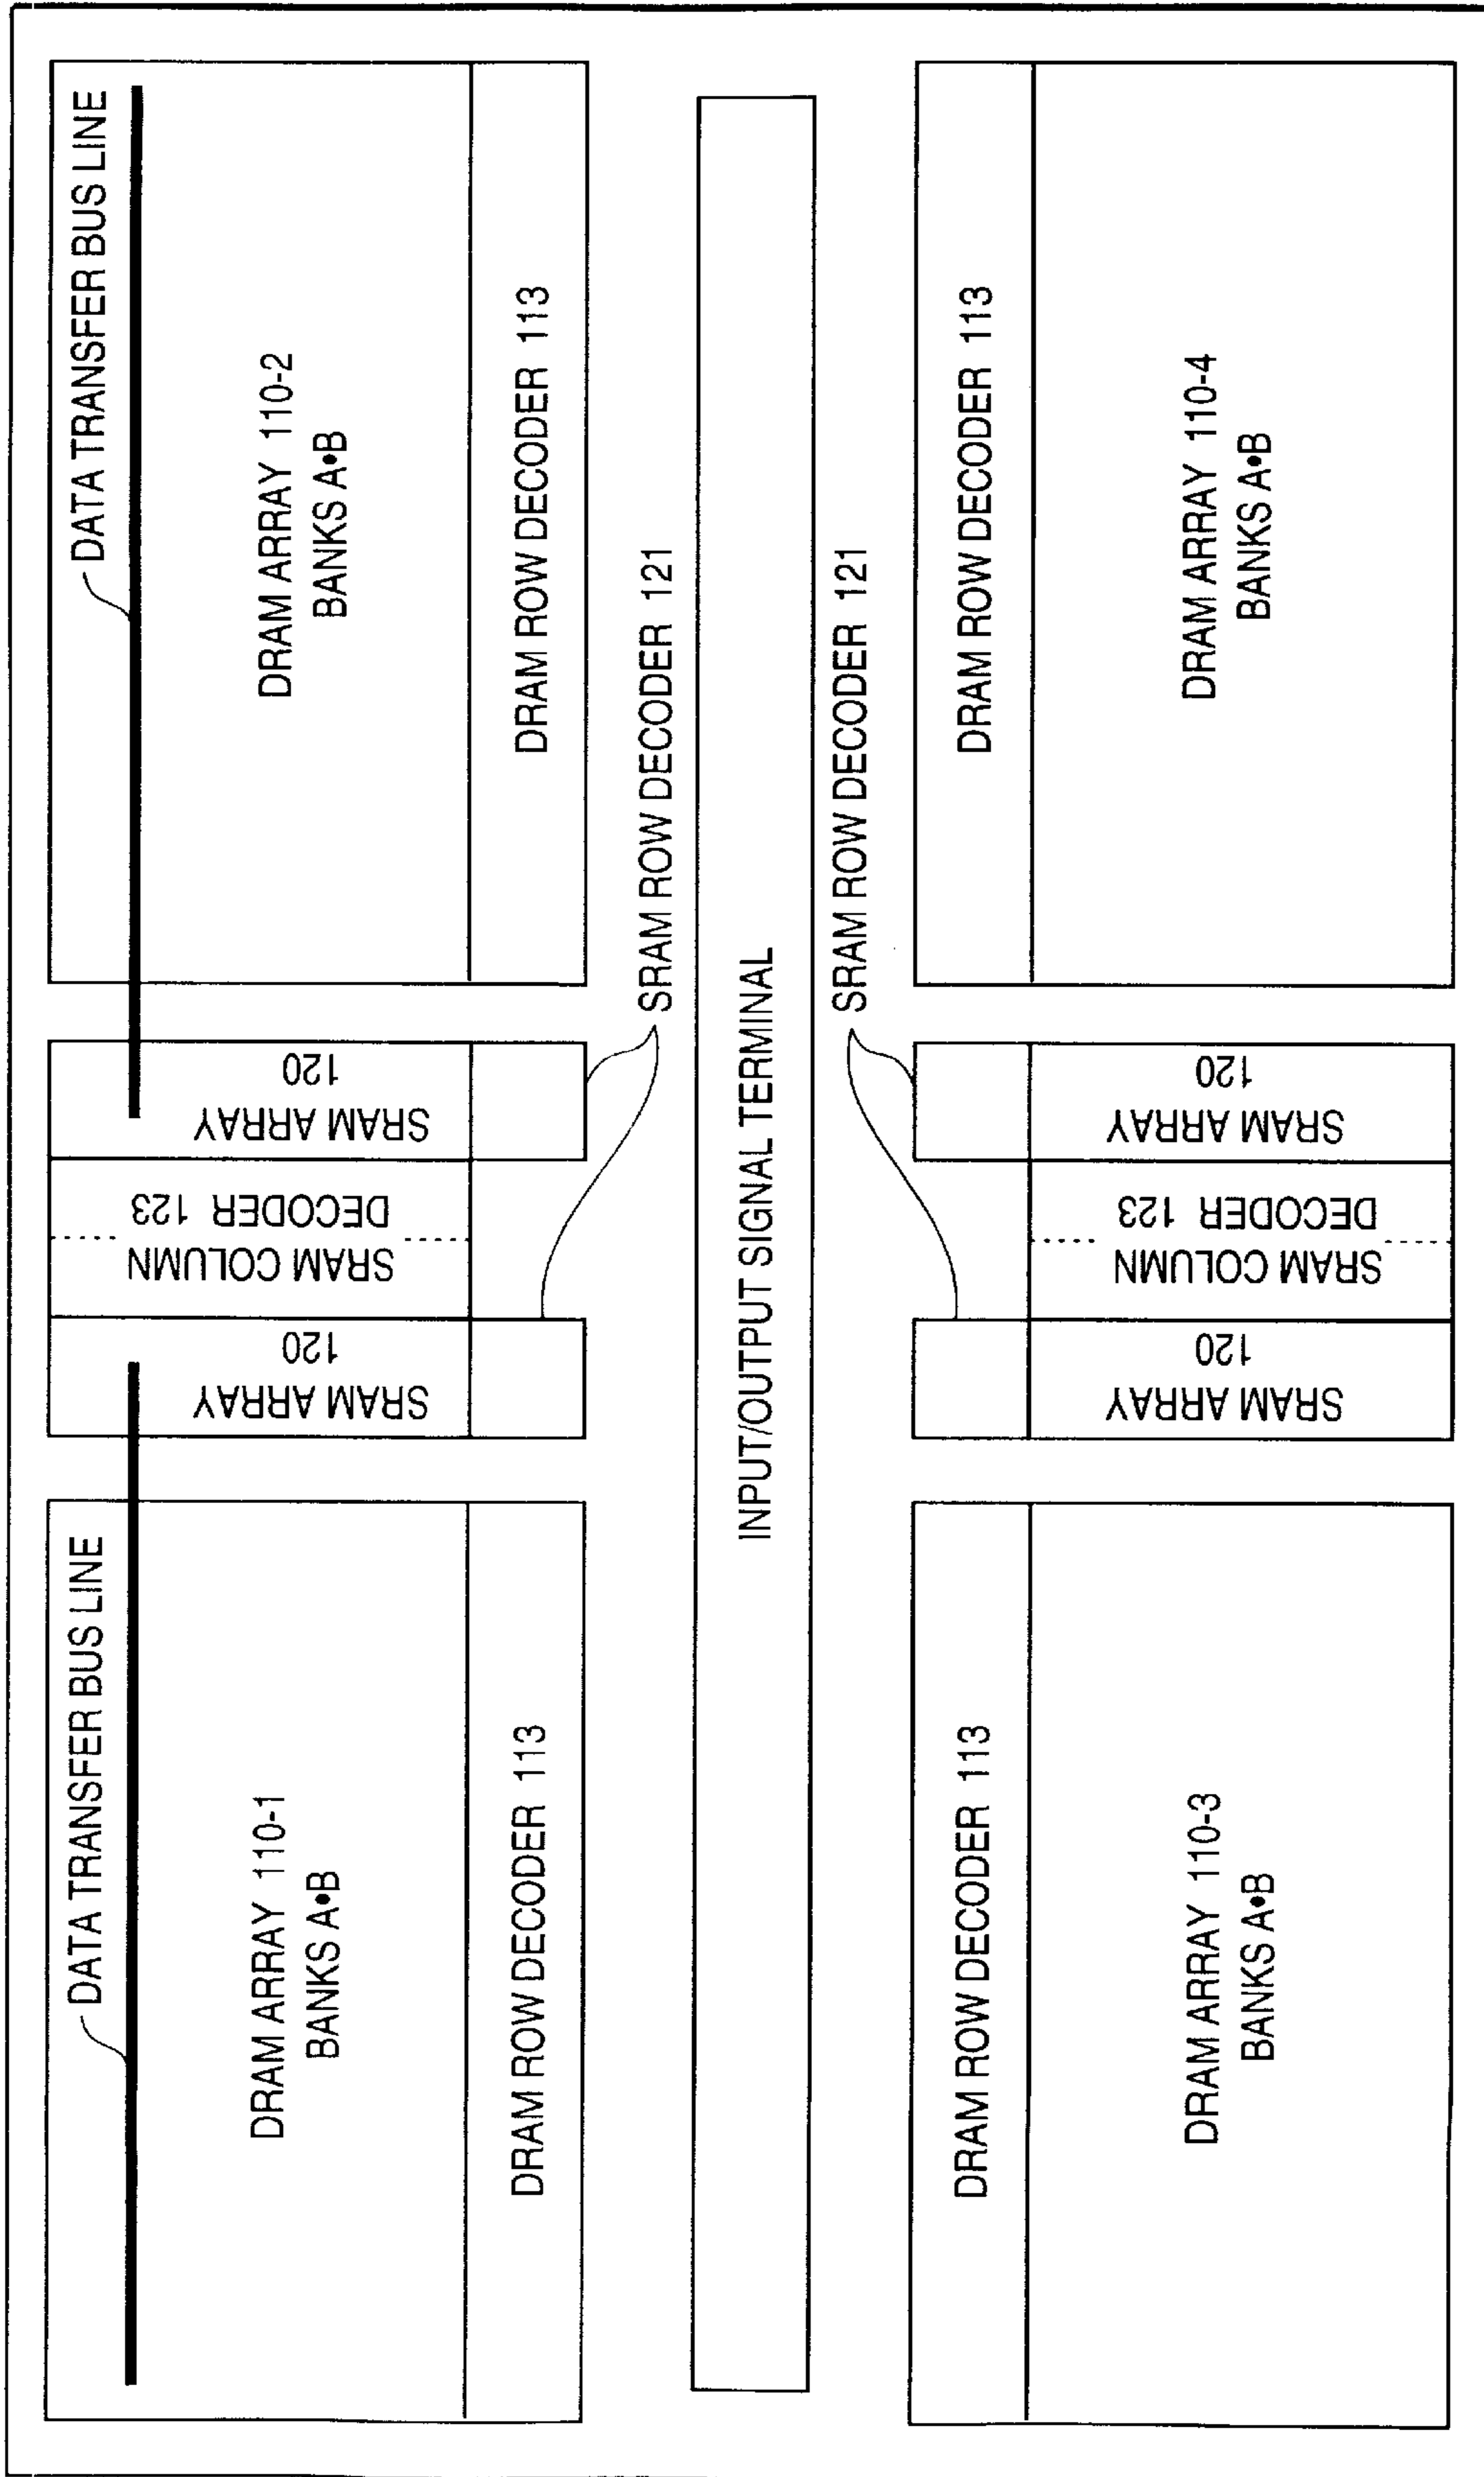 DATA TRANSFER BUS LINE
DRAM ARRAY 110-1
BANKS A•B
DRAM ROW DECODER 113
SRAM ARRAY
120
SRAM COLUMN
DECODER 123
SRAM ARRAY
120
DATA TRANSFER BUS LINE
DRAM ARRAY 110-2
BANKS A•B
DRAM ROW DECODER 113
SRAM ROW DECODER 121
INPUT/OUTPUT SIGNAL TERMINAL
SRAM ROW DECODER 121
DRAM ROW DECODER 113
DRAM ARRAY 110-3
BANKS A•B
SRAM ARRAY
120
SRAM COLUMN
DECODER 123
SRAM ARRAY
120
DRAM ROW DECODER 113
DRAM ARRAY 110-4
BANKS A•B